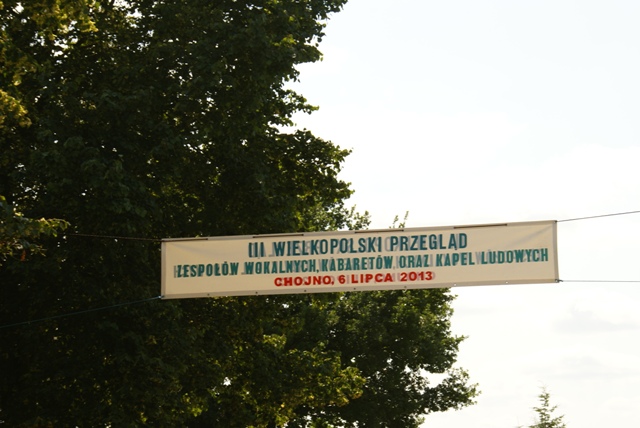 III WIELKOPOLSKI PRZEGLĄD
ZESPOŁÓW WOKALNYCH, KABARETÓW, ORAZ KAPEL LUDOWYCH
CHOJNO, 6 LIPCA 2013